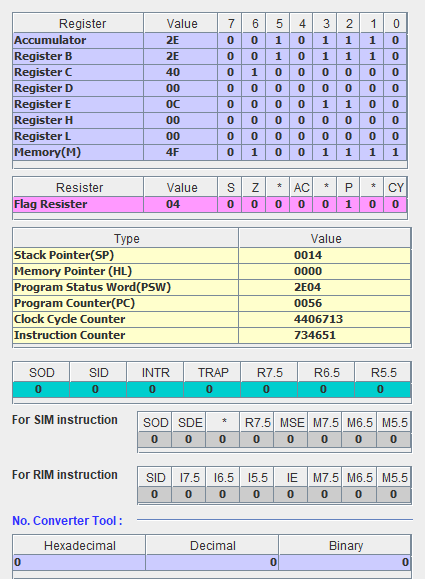 Register Value 7 6 5 4 3 2 1 0
Accumulator 2E 0 0 1 0 1 1 1 0
Register B 2E 0 0 1 0 1 1 1 0
Register C 40 0 1 0 0 0 0 0 0
Register D 00 0 0 0 0 0 0 0 0
Register E 0C 0 0 0 0 1 1 0 0
Register H 00 0 0 0 0 0 0 0 0
Register L 00 0 0 0 0 0 0 0 0
Memory(M) 4F 0 1 0 0 1 1 1 1
Resister Value S Z * AC * P * CY
Flag Resister 04 0 0 0 0 0 1 0 0
Type Value
Stack Pointer(SP) 0014
Memory Pointer (HL) 0000
Program Status Word(PSW) 2E04
Program Counter(PC) 0056
Clock Cycle Counter 4406713
Instruction Counter 734651
SOD SID INTR TRAP R7.5 R6.5 R5.5
0 0 0 0 0 0 0
For SIM instruction SOD SDE * R7.5 MSE M7.5 M6.5 M5.5
0 0 0 0 0 0 0 0
For RIM instruction SID I7.5 I6.5 I5.5 IE M7.5 M6.5 M5.5
0 0 0 0 0 0 0 0
No. Converter Tool :
Hexadecimal Decimal Binary
0 0 0